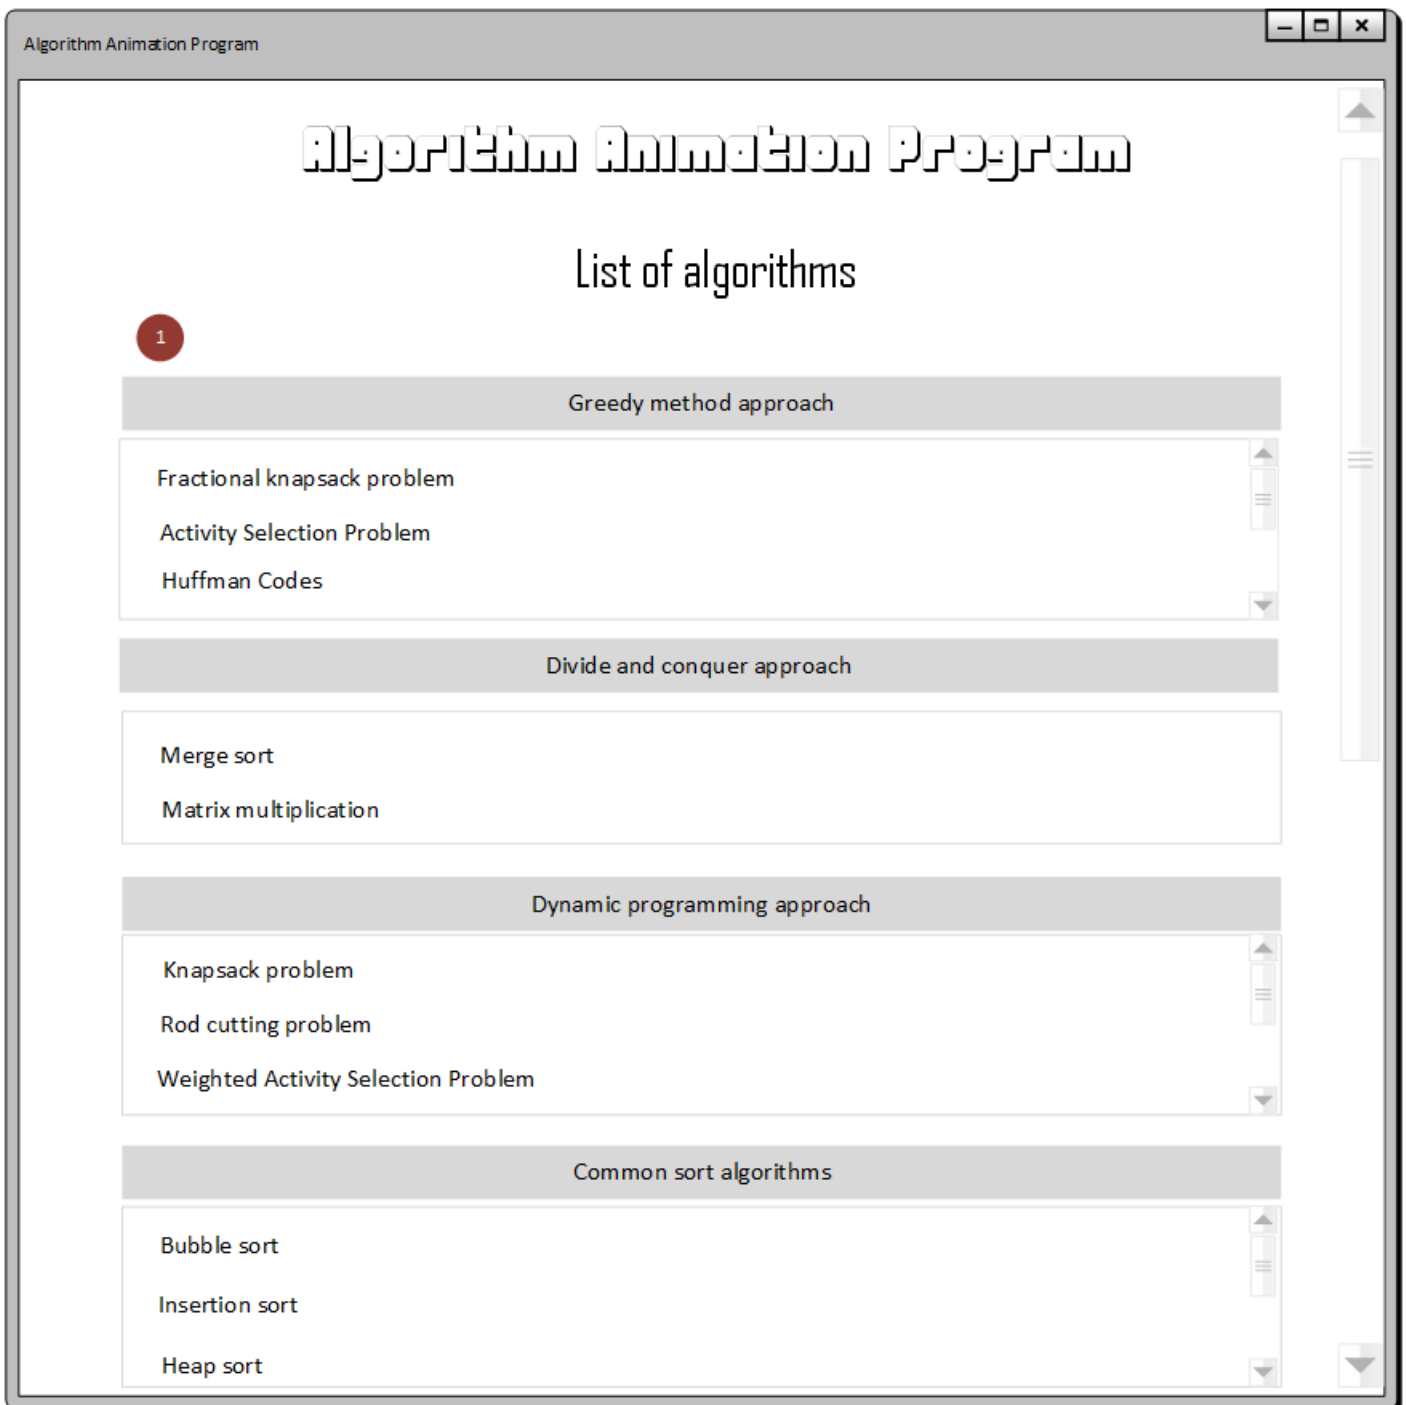 Algorithm Animation Program
Algorithm Animation Program
List of algorithms
1
Greedy method approach
Fractional knapsack problem
Activity Selection Problem
Huffman Codes
Divide and conquer approach
Merge sort
Matrix multiplication
Dynamic programming approach
Knapsack problem
Rod cutting problem
Weighted Activity Selection Problem
Common sort algorithms
Bubble sort
Insertion sort
Heap sort